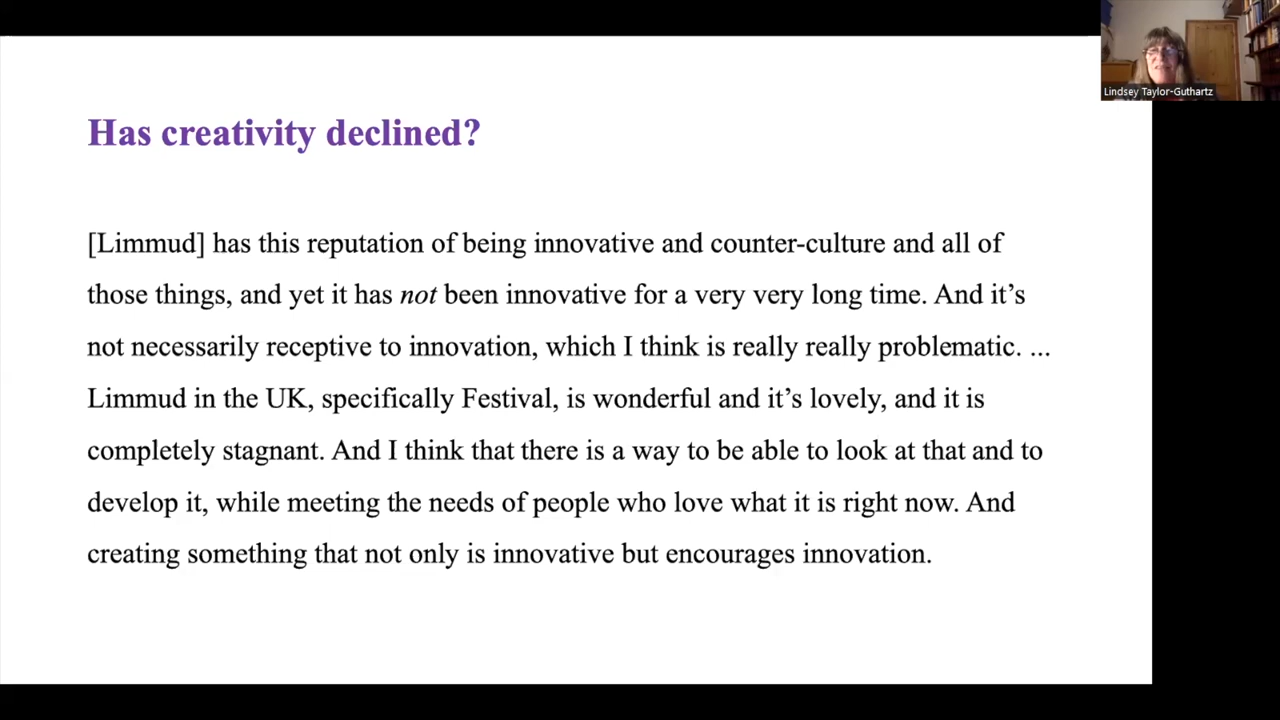 Lindsey Taylor-Guthartz
Has creativity declined?
[Limmud] has this reputation of being innovative and counter-culture and all of
those things, and yet it has not been innovative for a very very long time. And it’s
not necessarily receptive to innovation, which I think is really really problematic. ...
Limmud in the UK, specifically Festival, is wonderful and it’s lovely, and it is
completely stagnant. And I think that there is a way to be able to look at that and to
develop it, while meeting the needs of people who love what it is right now. And
creating something that not only is innovative but encourages innovation.